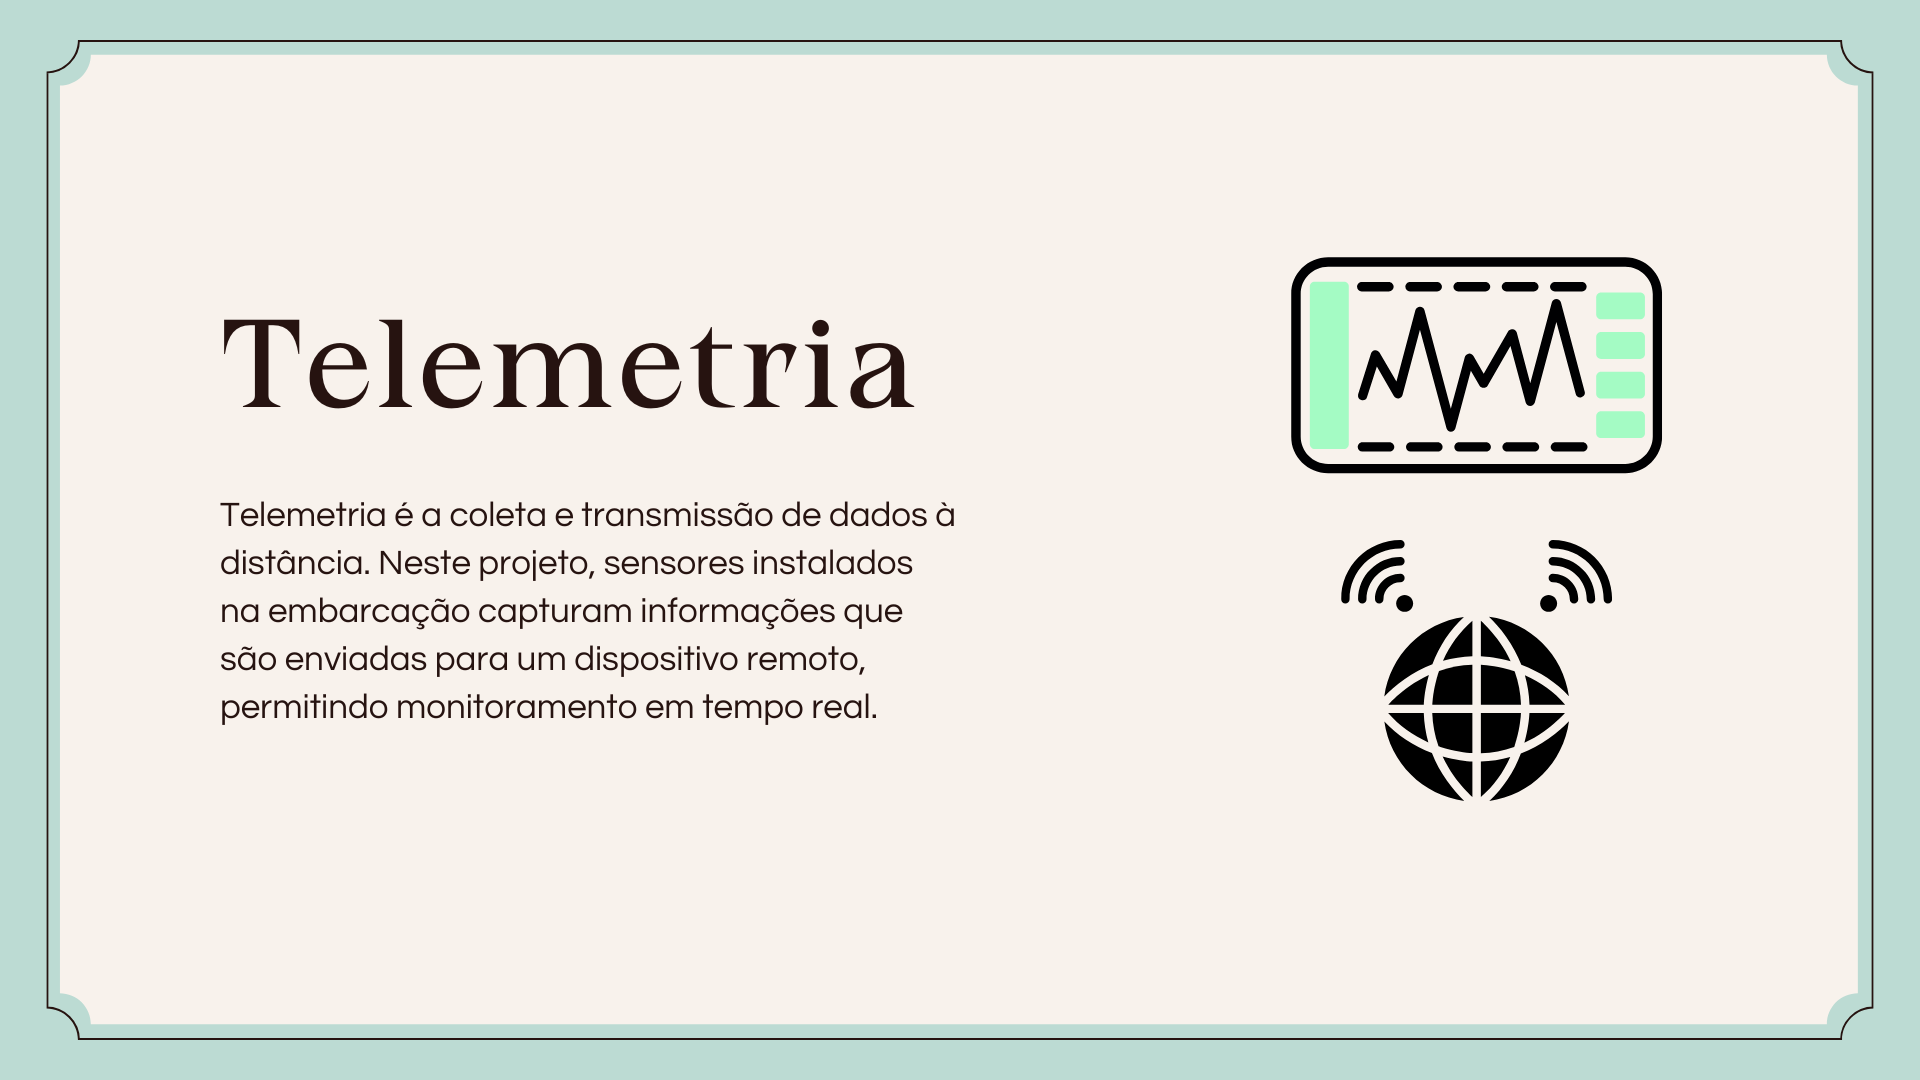 Telemetria
Telemetria é a coleta e transmissão de dados à
distância. Neste projeto, sensores instalados
na embarcação capturam informações que
são enviadas para um dispositivo remoto,
permitindo monitoramento em tempo real.